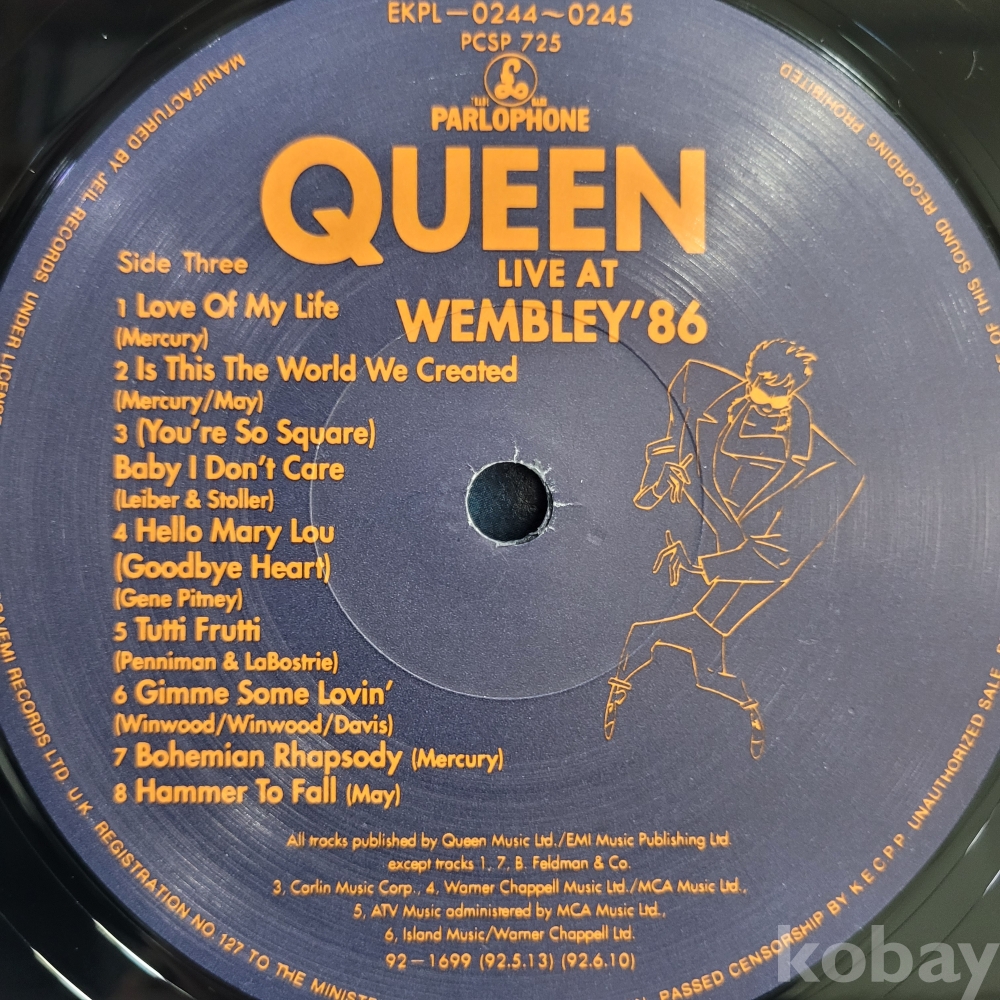 EKPL—0244~0245
PCSP 725
TRADE MARK
PARLOPHONE
QUEEN
LIVE AT
WEMBLEY'86
Side Three
1 Love Of My Life
(Mercury)
2 Is This The World We Created
(Mercury/May)
3 (You're So Square)
Baby I Don't Care
(Leiber & Stoller)
4 Hello Mary Lou
(Goodbye Heart)
(Gene Pitney)
5 Tutti Frutti
(Penniman & LaBostrie)
6 Gimme Some Lovin'
(Winwood/Winwood/Davis)
7 Bohemian Rhapsody (Mercury)
8 Hammer To Fall (May)
All tracks published by Queen Music Ltd./EMI Music Publishing Ltd.
except tracks 1, 7, B. Feldman & Co.
3, Carlin Music Corp., 4, Warner Chappell Music Ltd./MCA Music Ltd.,
5, ATV Music administered by MCA Music Ltd.,
6, Island Music/Warner Chappell Ltd.
92—1699 (92.5.13) (92.6.10)
MANUFACTURED BY JEIL RECORDS. UNDER LICENSE
/EMI RECORDS LTD. U.K. REGISTRATION NO. 127 TO THE
PASSED CENSORSHIP BY K.E.C.P.P. UNAUTHORIZED SALE
OF THIS SOUND RECORDING PROHIBITED
kobay